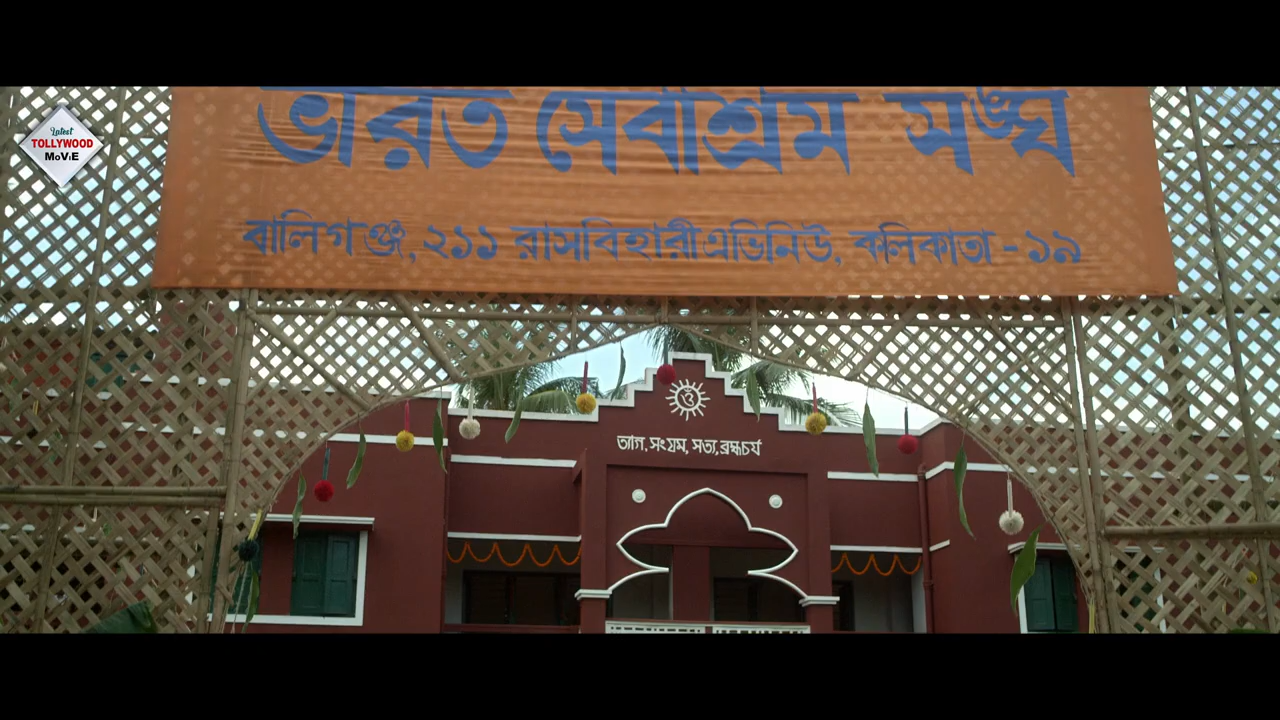 Latest
TOLLYWOOD
MoViE
ভারত সেবাশ্রম সঙ্ঘ
বালিগঞ্জ, ২১১ রাসবিহারী এভিনিউ, কলিকাতা - ১৯
ওঁ
ত্যাগ, সংযম, সত্য, ব্রহ্মচর্য